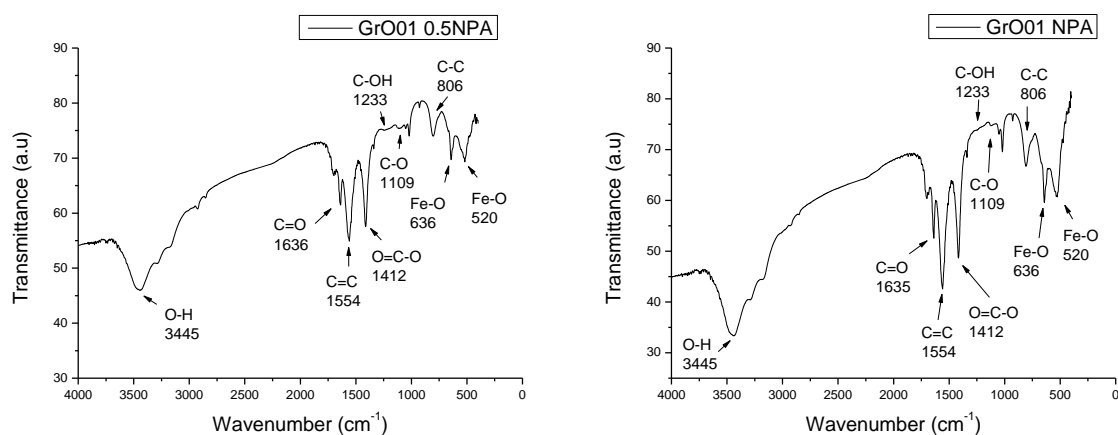 GrO01 0.5NPA
90
80
70
60
50
40
30
4000
3500
3000
2500
2000
1500
1000
500
0
Transmittance (a.u)
Wavenumber (cm⁻¹)
O-H
3445
C=O
1636
C=C
1554
O=C-O
1412
C-OH
1233
C-O
1109
C-C
806
Fe-O
636
Fe-O
520
GrO01 NPA
90
80
70
60
50
40
30
4000
3500
3000
2500
2000
1500
1000
500
0
Transmittance (a.u)
Wavenumber (cm⁻¹)
O-H
3445
C=O
1635
C=C
1554
O=C-O
1412
C-OH
1233
C-O
1109
C-C
806
Fe-O
636
Fe-O
520